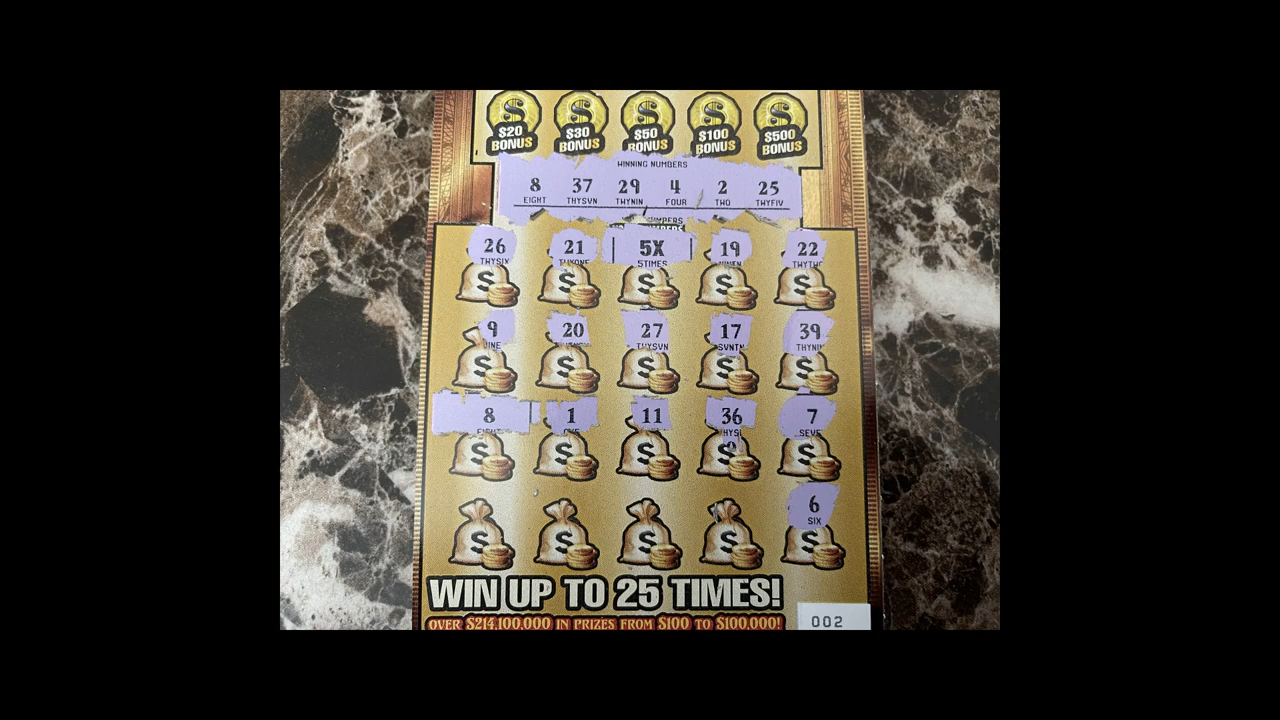 $20 $30 $50 $100 $500
BONUS BONUS BONUS BONUS BONUS
WINNING NUMBERS
8 37 29 4 2 25
EIGHT THYSVN THYNIN FOUR TWO THYFIV
26 21 5X 19 22
THYSIX 5TIMES
9 20 27 17 39
THYSVN SVNTN
8 1 11 36 7
6
SIX
WIN UP TO 25 TIMES!
OVER $214,100,000 IN PRIZES FROM $100 TO $100,000!
002